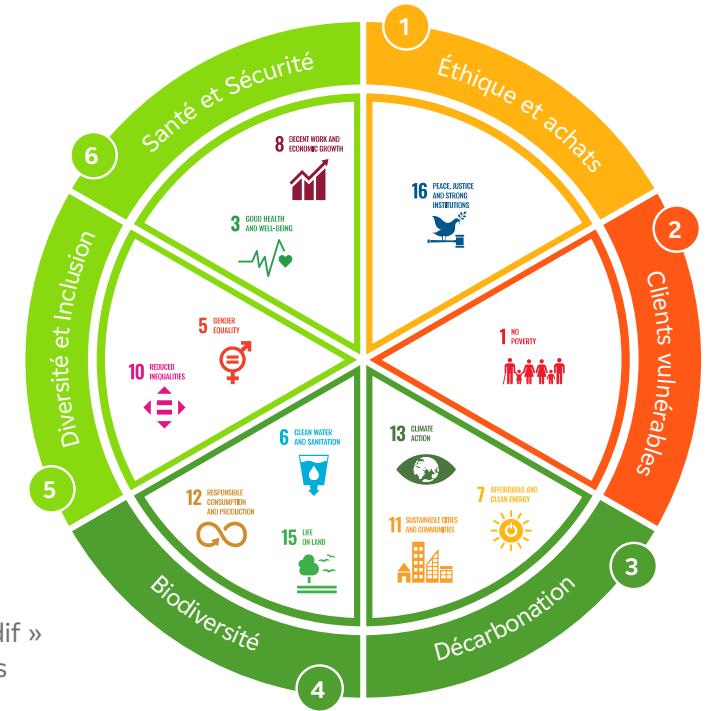 1
Éthique et achats
16 PEACE, JUSTICE
AND STRONG
INSTITUTIONS
2
Clients vulnérables
1 NO
POVERTY
3
Décarbonation
13 CLIMATE
ACTION
7 AFFORDABLE AND
CLEAN ENERGY
11 SUSTAINABLE CITIES
AND COMMUNITIES
4
Biodiversité
6 CLEAN WATER
AND SANITATION
12 RESPONSIBLE
CONSUMPTION
AND PRODUCTION
15 LIFE
ON LAND
5
Diversité et Inclusion
5 GENDER
EQUALITY
10 REDUCED
INEQUALITIES
6
Santé et Sécurité
8 DECENT WORK AND
ECONOMIC GROWTH
3 GOOD HEALTH
AND WELL-BEING